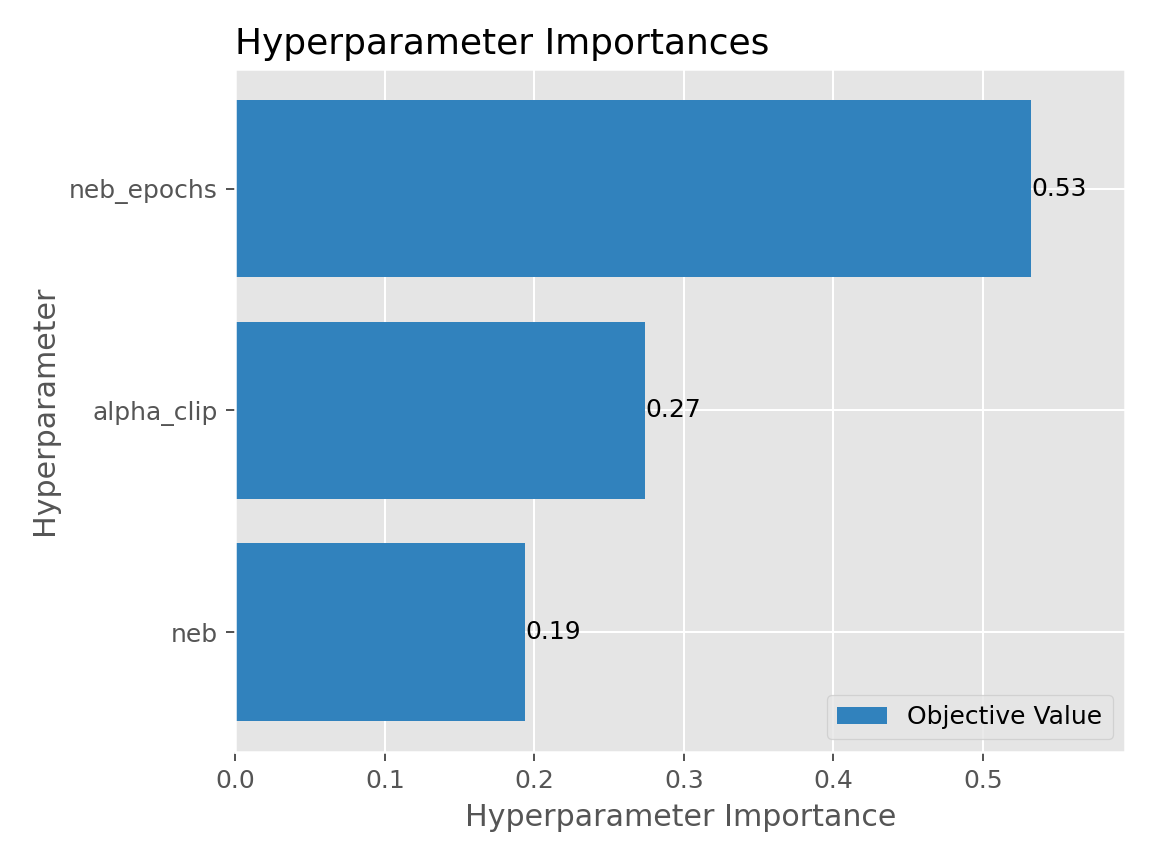 Hyperparameter Importances
Hyperparameter
neb_epochs
0.53
alpha_clip
0.27
neb
0.19
Objective Value
0.0 0.1 0.2 0.3 0.4 0.5
Hyperparameter Importance